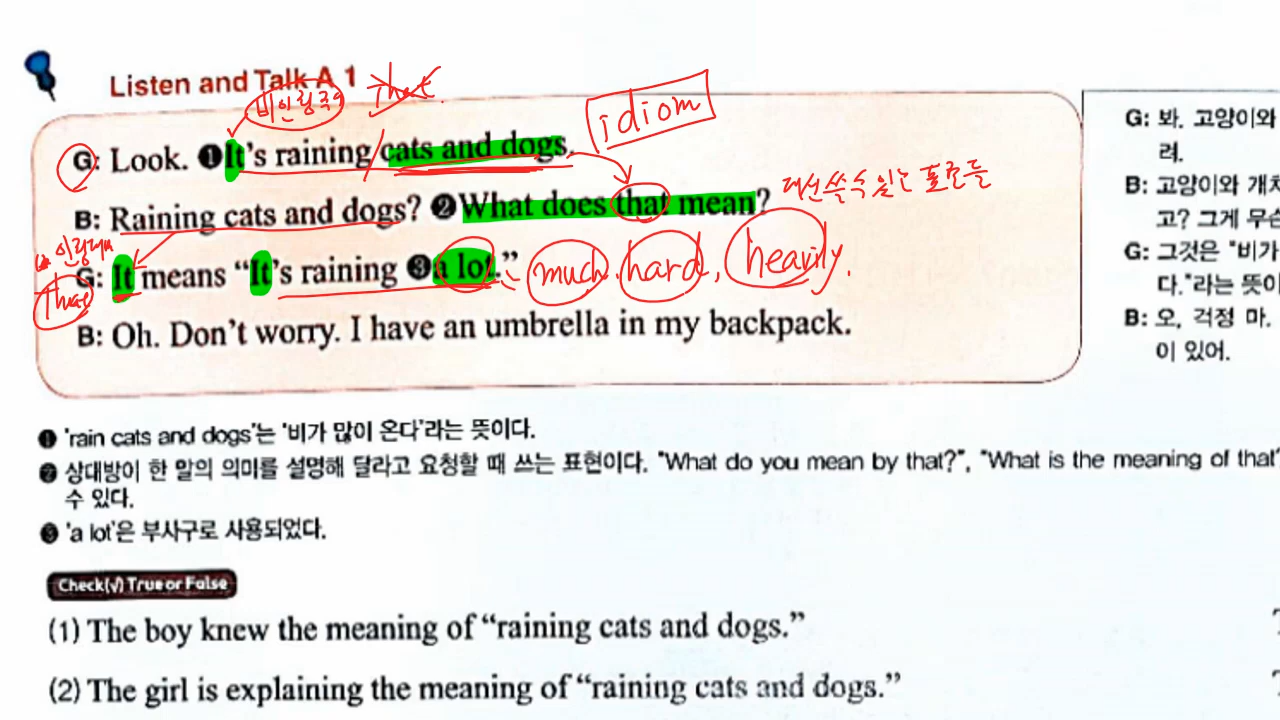 Listen and Talk A 1
비인칭주어 That
idiom
G: Look. ❶It's raining / cats and dogs.
B: Raining cats and dogs? ❷What does that mean?
대신 쓸 수 있는 표현들
인칭대명사
G: It means “It's raining ❸a lot.”
much. hard, heavily.
B: Oh. Don't worry. I have an umbrella in my backpack.
G: 봐. 고양이와
려.
B: 고양이와 개처
고? 그게 무슨
G: 그것은 "비가
다."라는 뜻이
B: 오, 걱정 마.
이 있어.
❶ 'rain cats and dogs'는 '비가 많이 온다'라는 뜻이다.
❷ 상대방이 한 말의 의미를 설명해 달라고 요청할 때 쓰는 표현이다. "What do you mean by that?", "What is the meaning of that
수 있다.
❸ 'a lot'은 부사구로 사용되었다.
Check(√) True or False
(1) The boy knew the meaning of “raining cats and dogs.”
(2) The girl is explaining the meaning of “raining cats and dogs.”